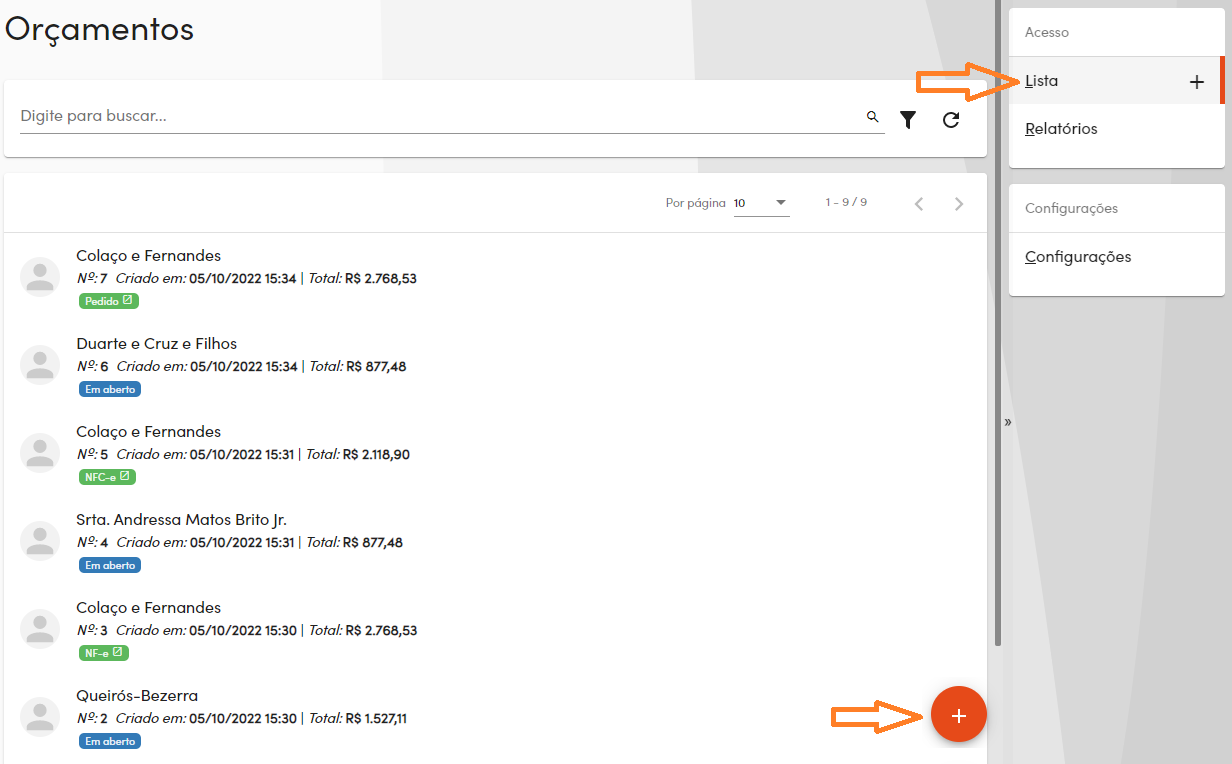 Orçamentos
Digite para buscar...
Por página 10 1 - 9 / 9
Colaço e Fernandes
Nº: 7 Criado em: 05/10/2022 15:34 | Total: R$ 2.768,53
Pedido
Duarte e Cruz e Filhos
Nº: 6 Criado em: 05/10/2022 15:34 | Total: R$ 877,48
Em aberto
Colaço e Fernandes
Nº: 5 Criado em: 05/10/2022 15:31 | Total: R$ 2.118,90
NFC-e
Srta. Andressa Matos Brito Jr.
Nº: 4 Criado em: 05/10/2022 15:31 | Total: R$ 877,48
Em aberto
Colaço e Fernandes
Nº: 3 Criado em: 05/10/2022 15:30 | Total: R$ 2.768,53
NF-e
Queirós-Bezerra
Nº: 2 Criado em: 05/10/2022 15:30 | Total: R$ 1.527,11
Em aberto
»
Acesso
Lista +
Relatórios
Configurações
Configurações